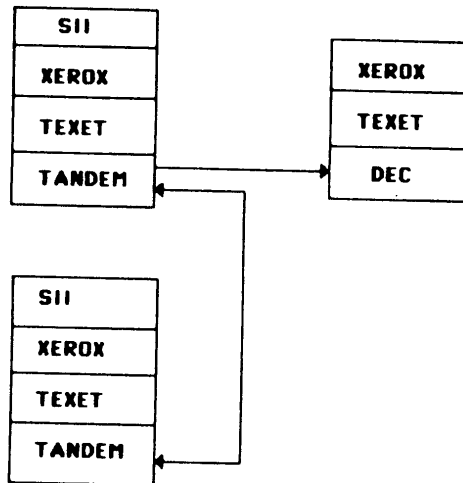 SII
XEROX
TEXET
TANDEM
XEROX
TEXET
DEC
SII
XEROX
TEXET
TANDEM